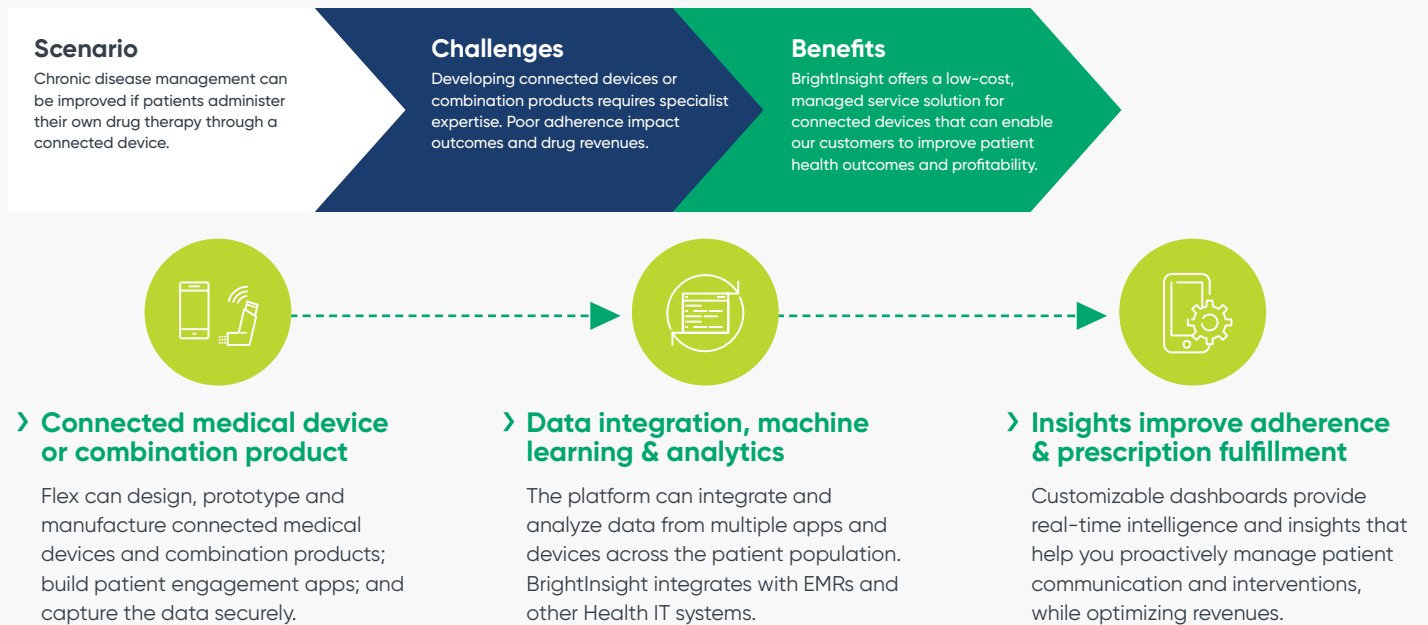 Scenario
Chronic disease management can
be improved if patients administer
their own drug therapy through a
connected device.
Challenges
Developing connected devices or
combination products requires specialist
expertise. Poor adherence impact
outcomes and drug revenues.
Benefits
BrightInsight offers a low-cost,
managed service solution for
connected devices that can enable
our customers to improve patient
health outcomes and profitability.
› Connected medical device
or combination product
Flex can design, prototype and
manufacture connected medical
devices and combination products;
build patient engagement apps; and
capture the data securely.
› Data integration, machine
learning & analytics
The platform can integrate and
analyze data from multiple apps and
devices across the patient population.
BrightInsight integrates with EMRs and
other Health IT systems.
› Insights improve adherence
& prescription fulfillment
Customizable dashboards provide
real-time intelligence and insights that
help you proactively manage patient
communication and interventions,
while optimizing revenues.